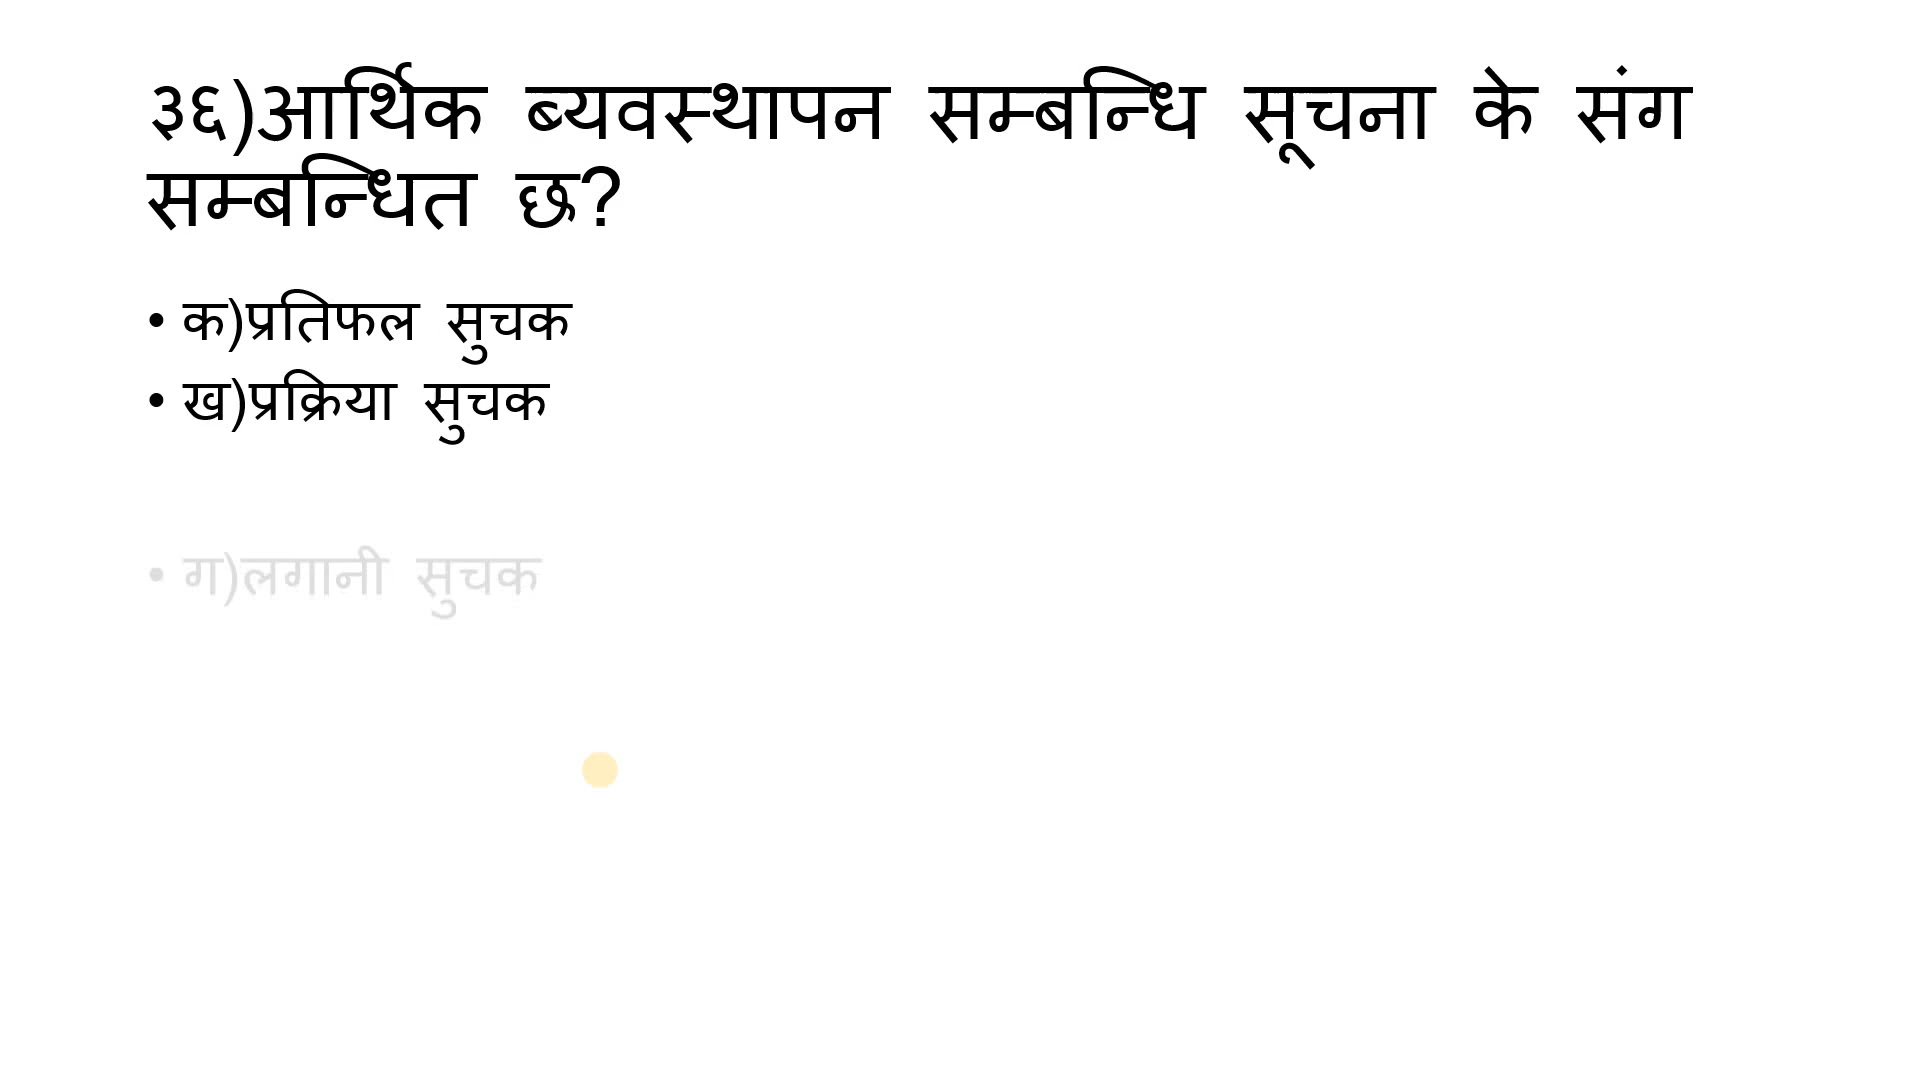 ३६)आर्थिक ब्यवस्थापन सम्बन्धि सूचना के संग
सम्बन्धित छ?
• क)प्रतिफल सुचक
• ख)प्रक्रिया सुचक
• ग)लगानी सुचक